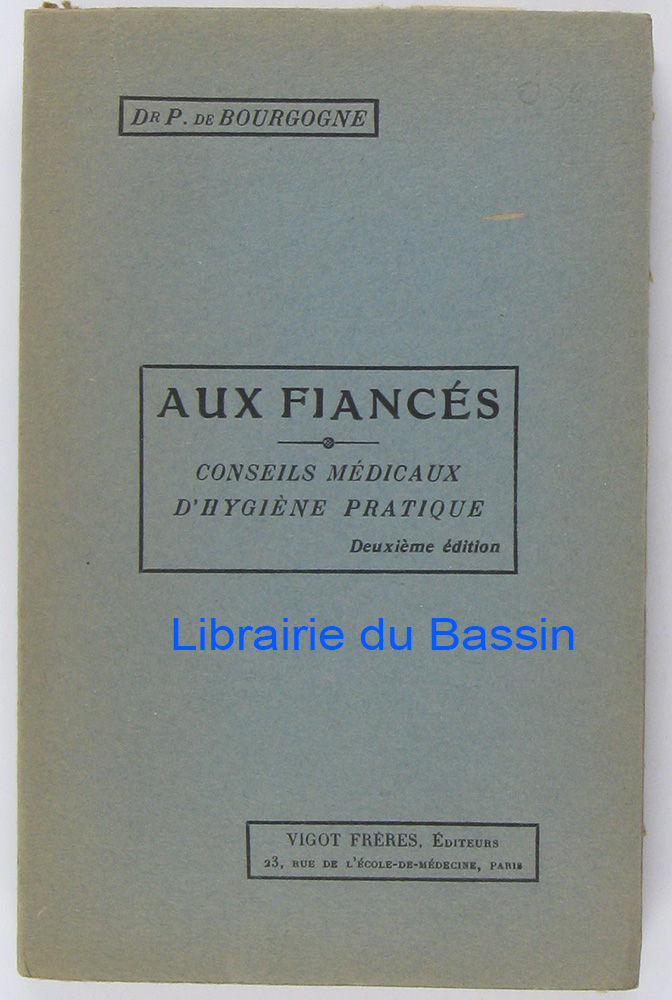 DR P. DE BOURGOGNE
AUX FIANCÉS
CONSEILS MÉDICAUX
D'HYGIÈNE PRATIQUE
Deuxième édition
Librairie du Bassin
VIGOT FRÈRES, ÉDITEURS
23, RUE DE L'ÉCOLE-DE-MÉDECINE, PARIS